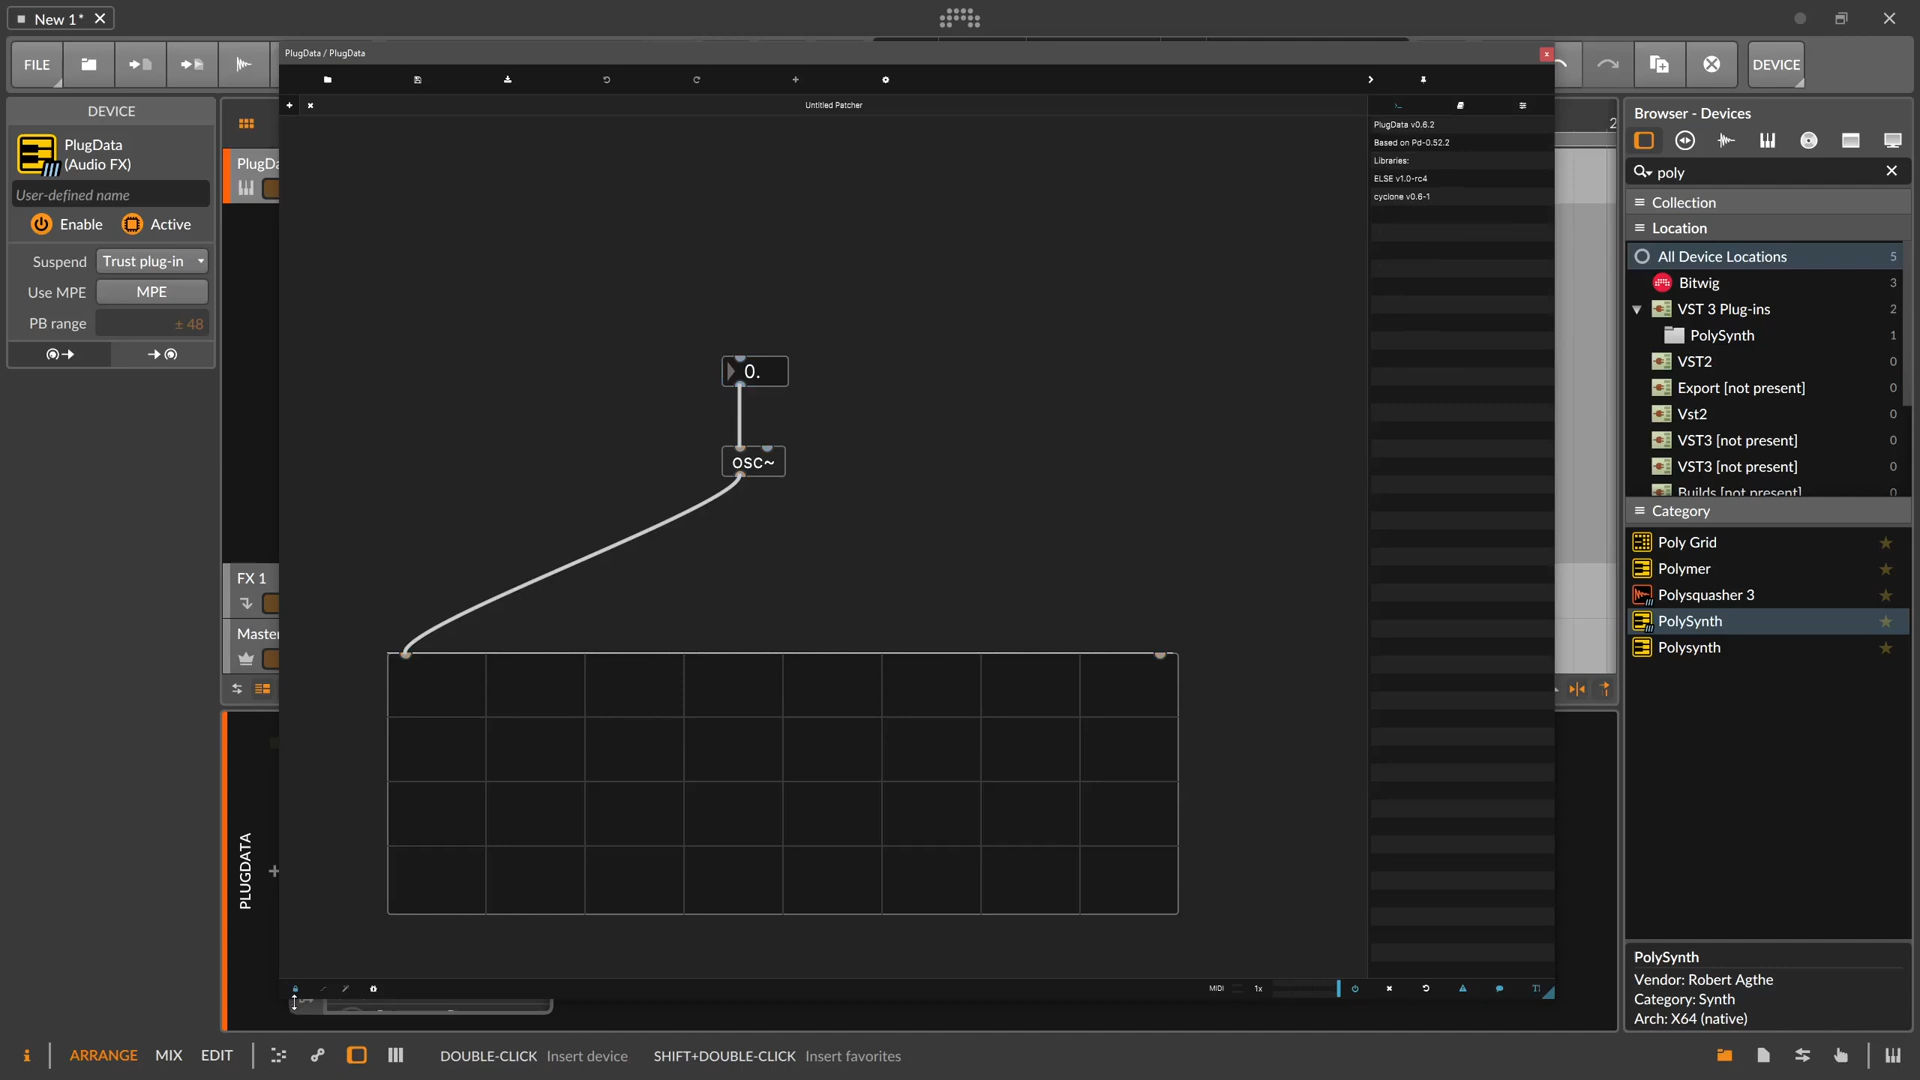 New 1*
FILE
DEVICE
PlugData / PlugData
Untitled Patcher
DEVICE
PlugData
(Audio FX)
User-defined name
Enable
Active
Suspend
Trust plug-in
Use MPE
MPE
PB range
± 48
PlugDa
FX 1
Master
PLUGDATA
0.
osc~
PlugData v0.6.2
Based on Pd-0.52.2
Libraries:
ELSE v1.0-rc4
cyclone v0.6-1
MIDI
1x
2
Browser - Devices
poly
Collection
Location
All Device Locations 5
Bitwig 3
VST 3 Plug-ins 2
PolySynth 1
VST2 0
Export [not present] 0
Vst2 0
VST3 [not present] 0
VST3 [not present] 0
Builds [not present] 0
Category
Poly Grid
Polymer
Polysquasher 3
PolySynth
Polysynth
PolySynth
Vendor: Robert Agthe
Category: Synth
Arch: X64 (native)
ARRANGE
MIX
EDIT
DOUBLE-CLICK Insert device
SHIFT+DOUBLE-CLICK Insert favorites